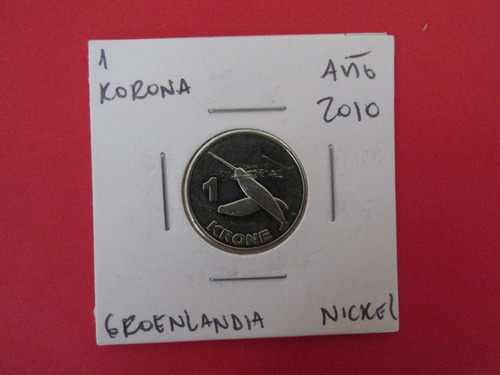 1
KORONA
AÑO
2010
1
KRONE
GROENLANDIA
NICKEL